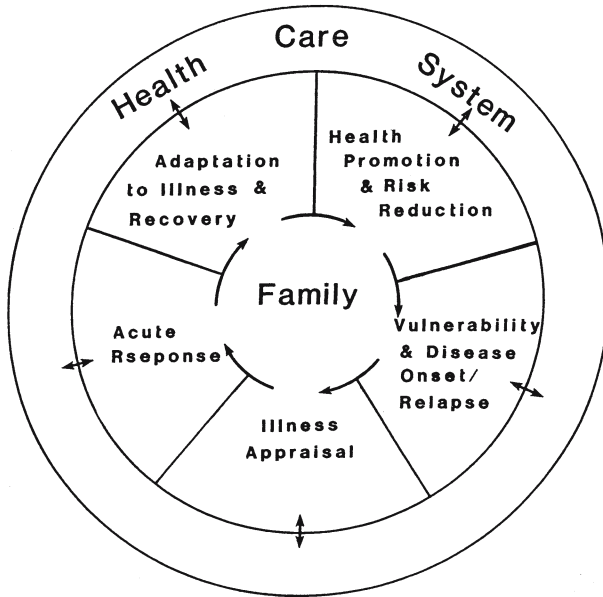 Health Care System
Health
Promotion
& Risk
Reduction
Vulnerability
& Disease
Onset/
Relapse
Illness
Appraisal
Acute
Rseponse
Adaptation
to Illness &
Recovery
Family